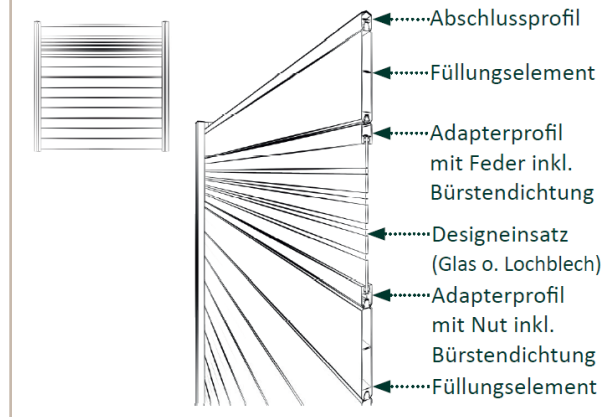 Abschlussprofil
Füllungselement
Adapterprofil
mit Feder inkl.
Bürstendichtung
Designeinsatz
(Glas o. Lochblech)
Adapterprofil
mit Nut inkl.
Bürstendichtung
Füllungselement